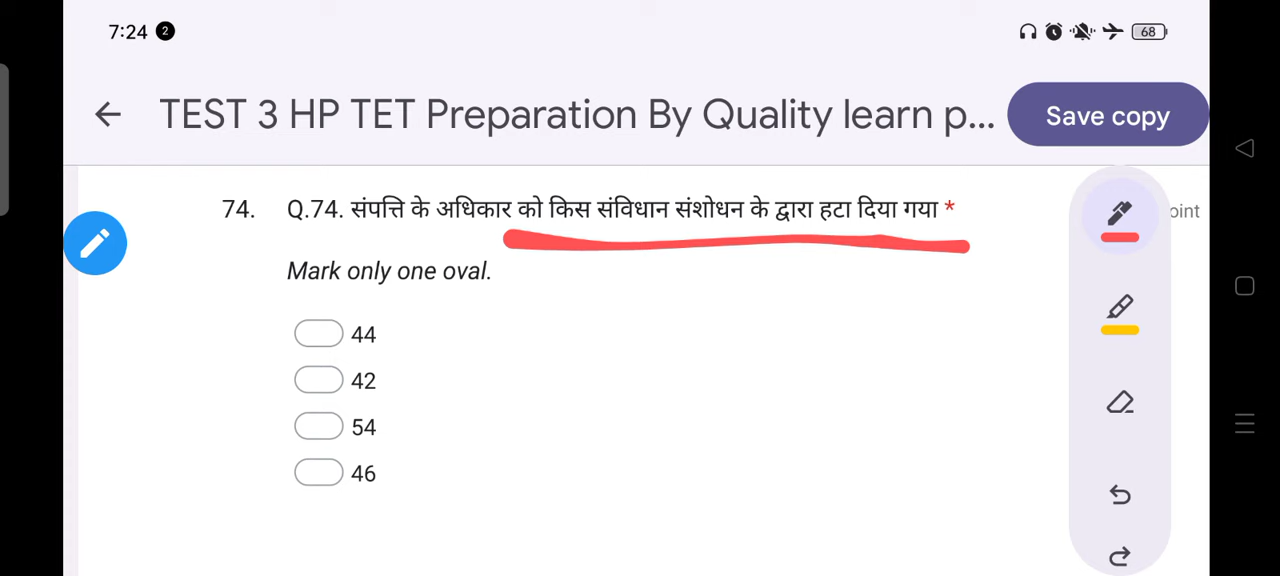 7:24 2
68
TEST 3 HP TET Preparation By Quality learn p...
Save copy
74. Q.74. संपत्ति के अधिकार को किस संविधान संशोधन के द्वारा हटा दिया गया *
oint
Mark only one oval.
44
42
54
46